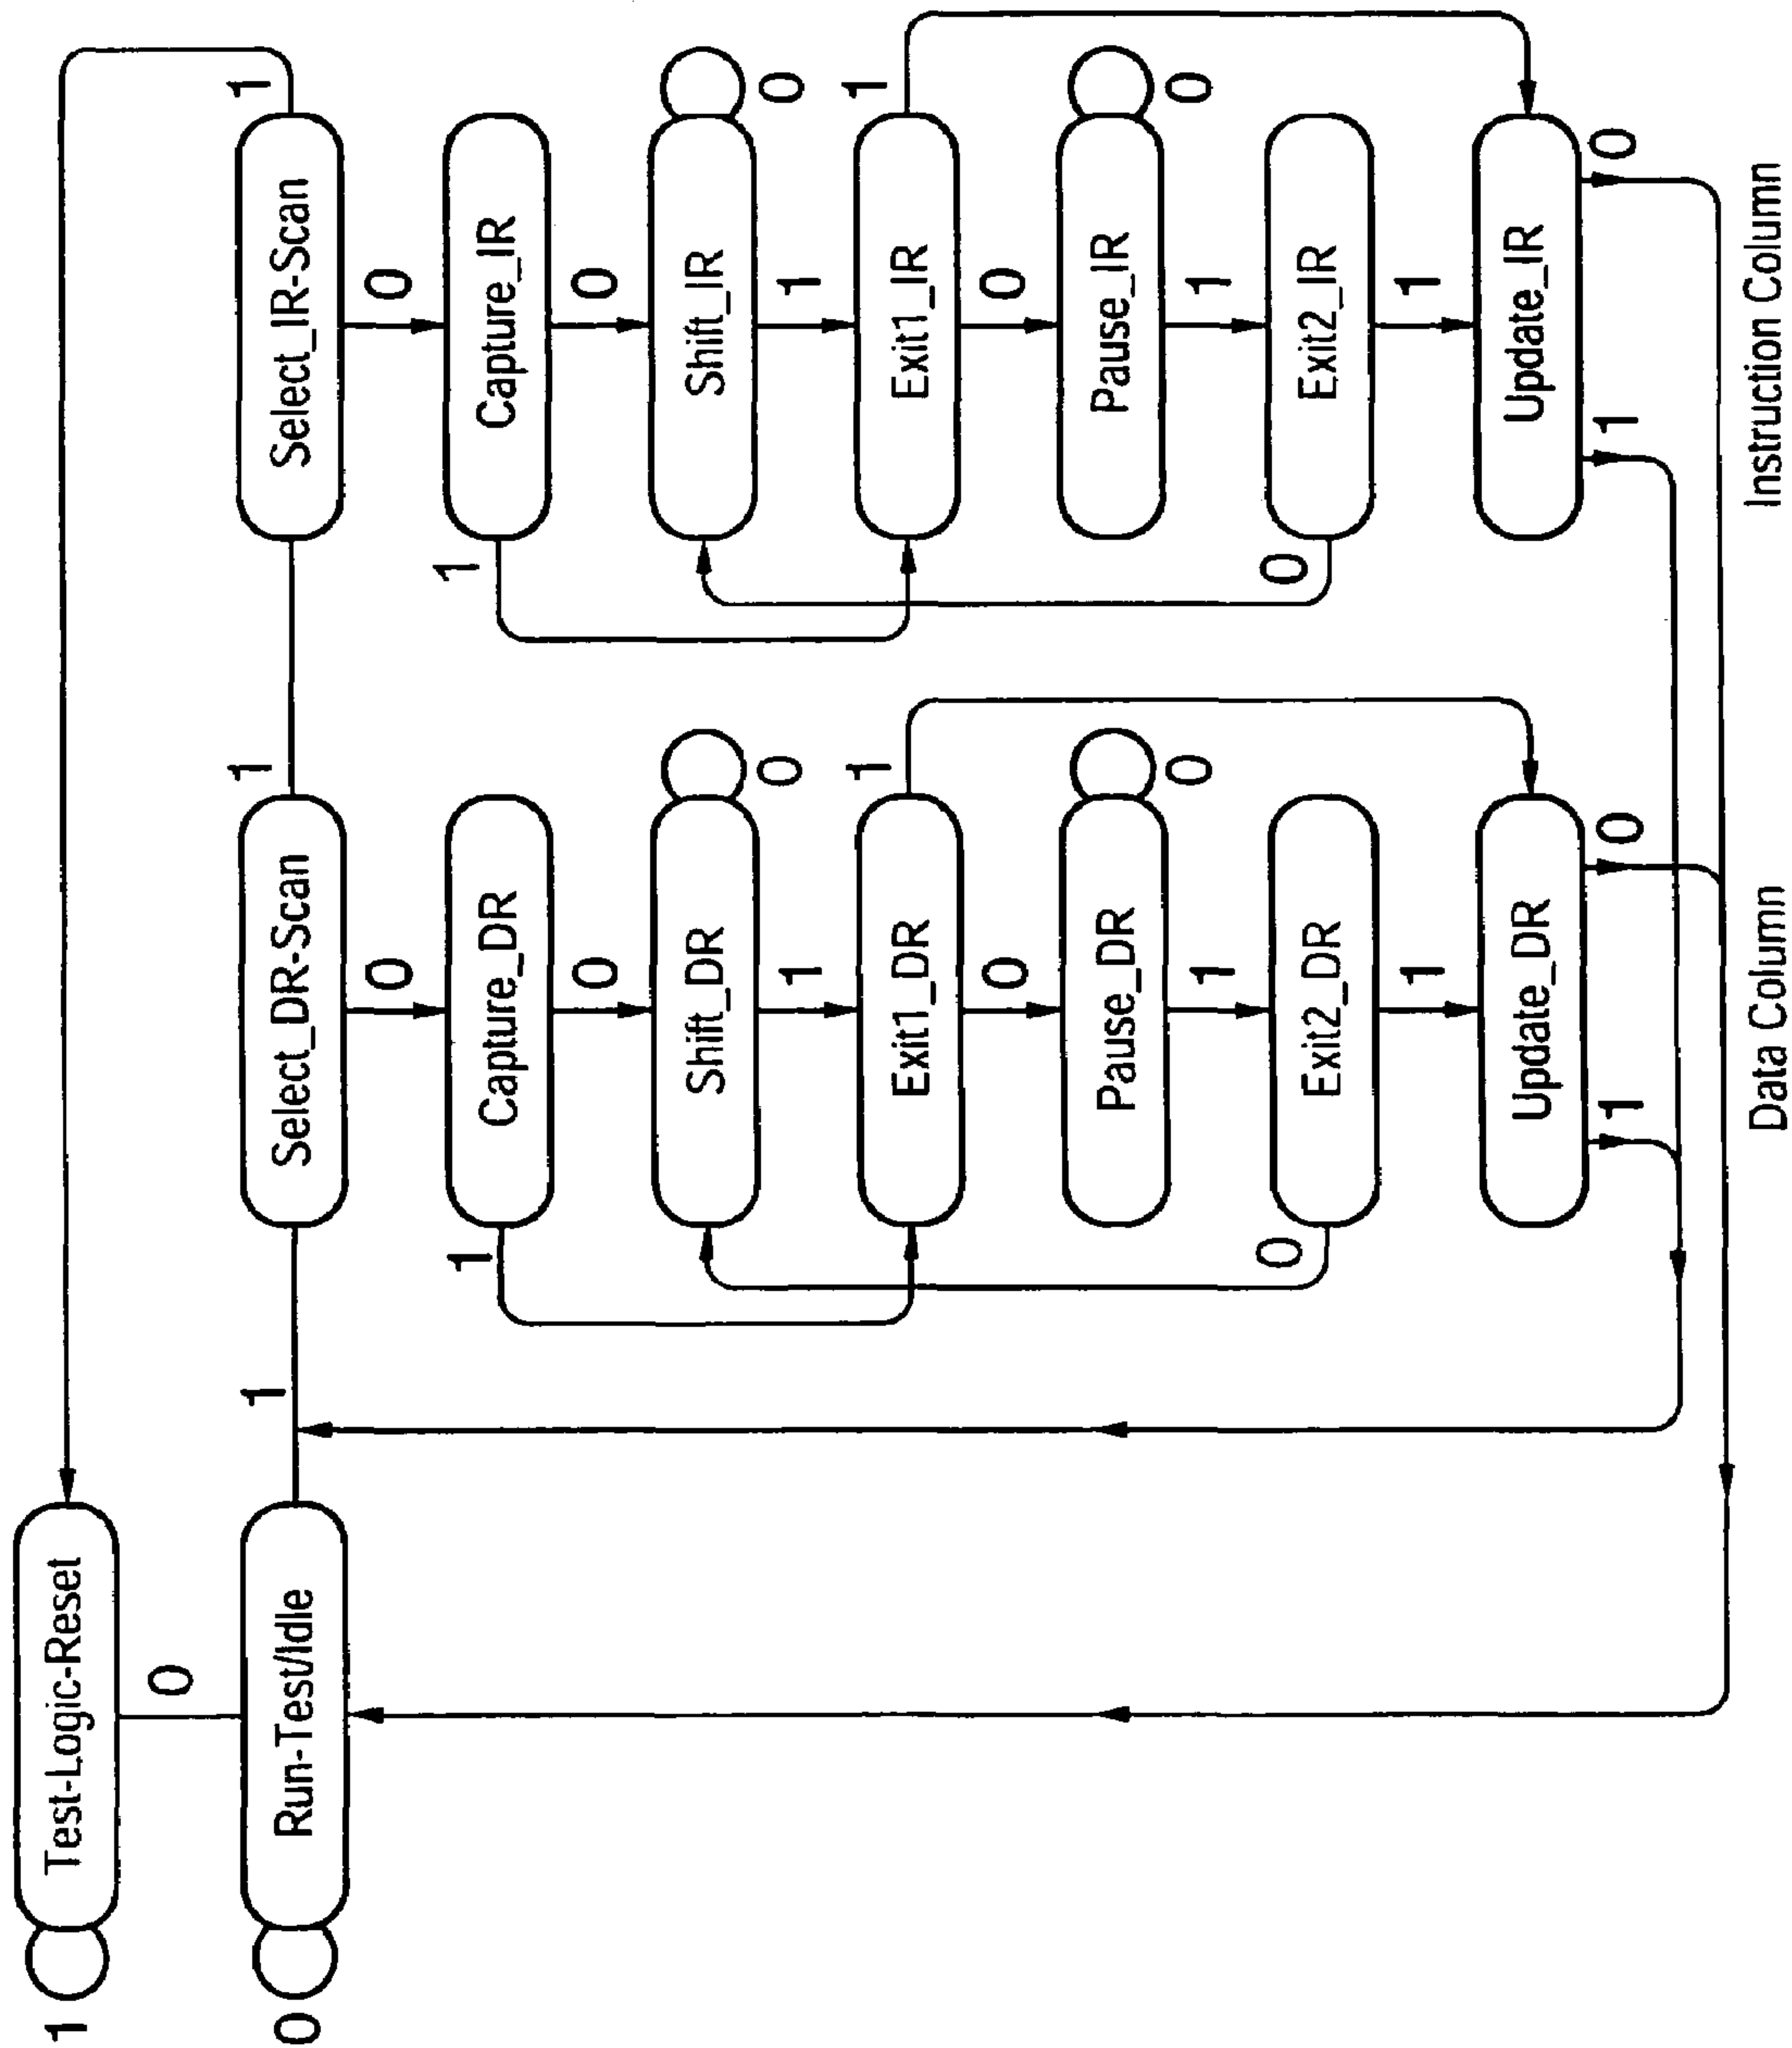 1
Test-Logic-Reset
0
1
1
1
0
Run-Test/Idle
Select_DR-Scan
Select_IR-Scan
0
0
1
Capture_DR
1
Capture_IR
0
0
Shift_DR
Shift_IR
1
0
1
0
Exit1_DR
1
Exit1_IR
1
0
0
Pause_DR
Pause_IR
1
0
1
0
0
Exit2_DR
0
Exit2_IR
1
1
Update_DR
Update_IR
1
0
1
0
Data Column
Instruction Column